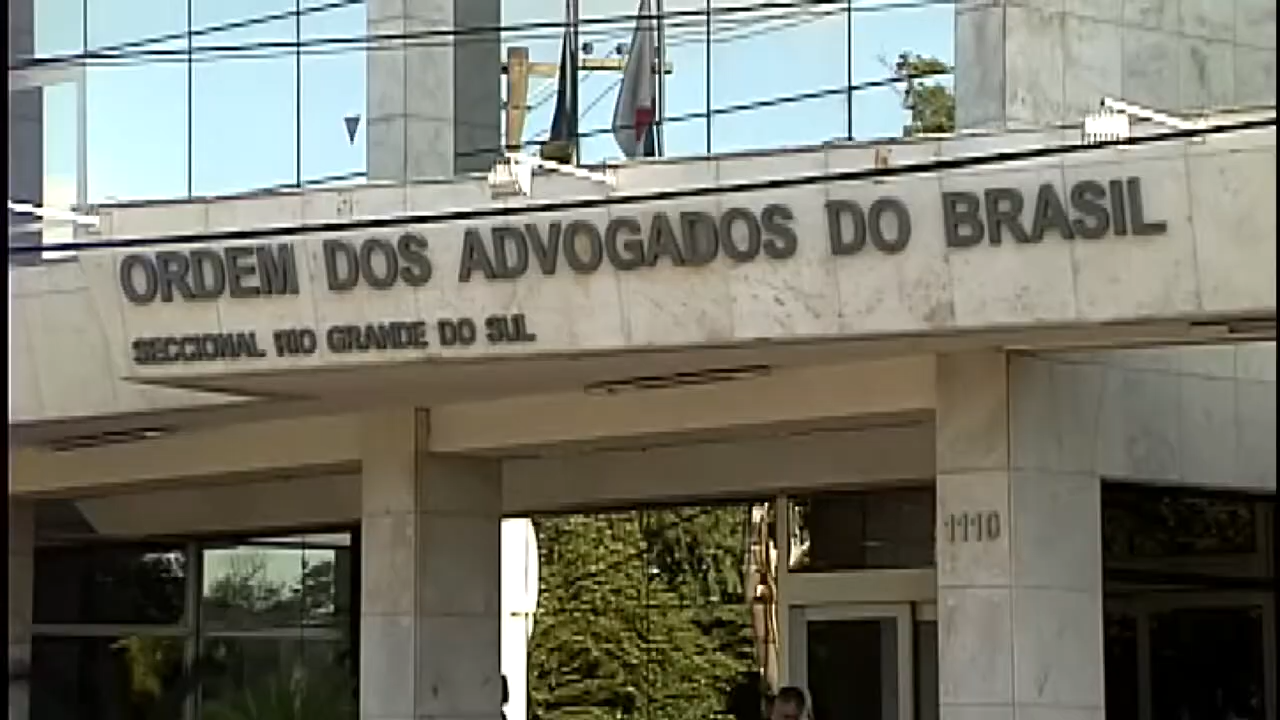 ORDEM DOS ADVOGADOS DO BRASIL
SECCIONAL RIO GRANDE DO SUL
1110